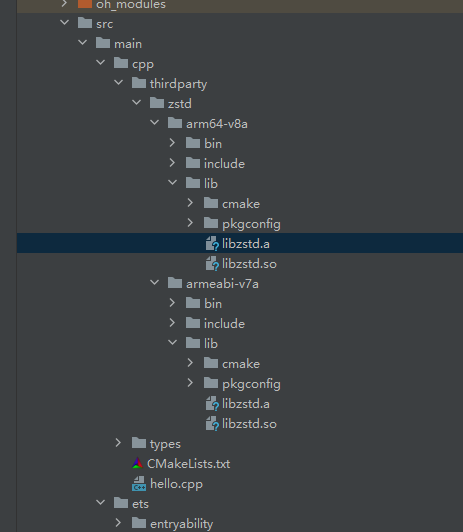 oh_modules
src
main
cpp
thirdparty
zstd
arm64-v8a
bin
include
lib
cmake
pkgconfig
libzstd.a
libzstd.so
armeabi-v7a
bin
include
lib
cmake
pkgconfig
libzstd.a
libzstd.so
types
CMakeLists.txt
hello.cpp
ets
entryability